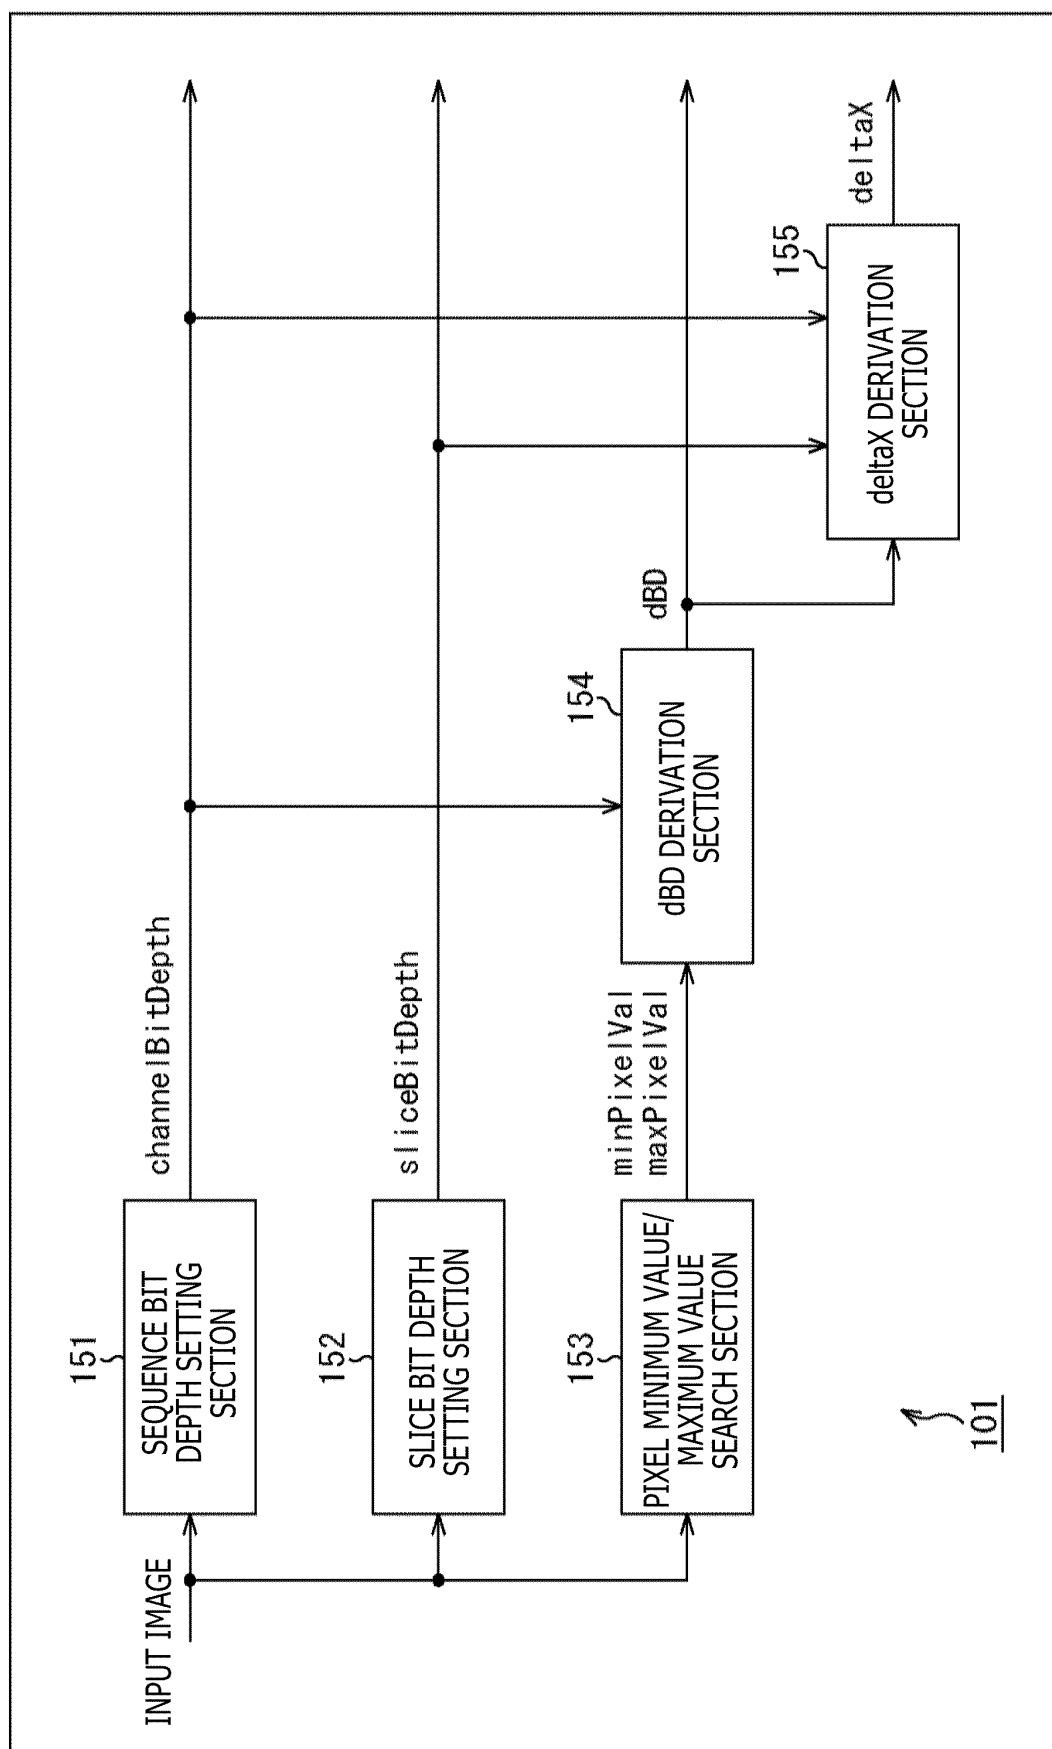 INPUT IMAGE
151
SEQUENCE BIT
DEPTH SETTING
SECTION
channelBitDepth
152
SLICE BIT DEPTH
SETTING SECTION
sliceBitDepth
153
PIXEL MINIMUM VALUE/
MAXIMUM VALUE
SEARCH SECTION
minPixelVal
maxPixelVal
154
dBD DERIVATION
SECTION
dBD
155
deltaX DERIVATION
SECTION
deltaX
101